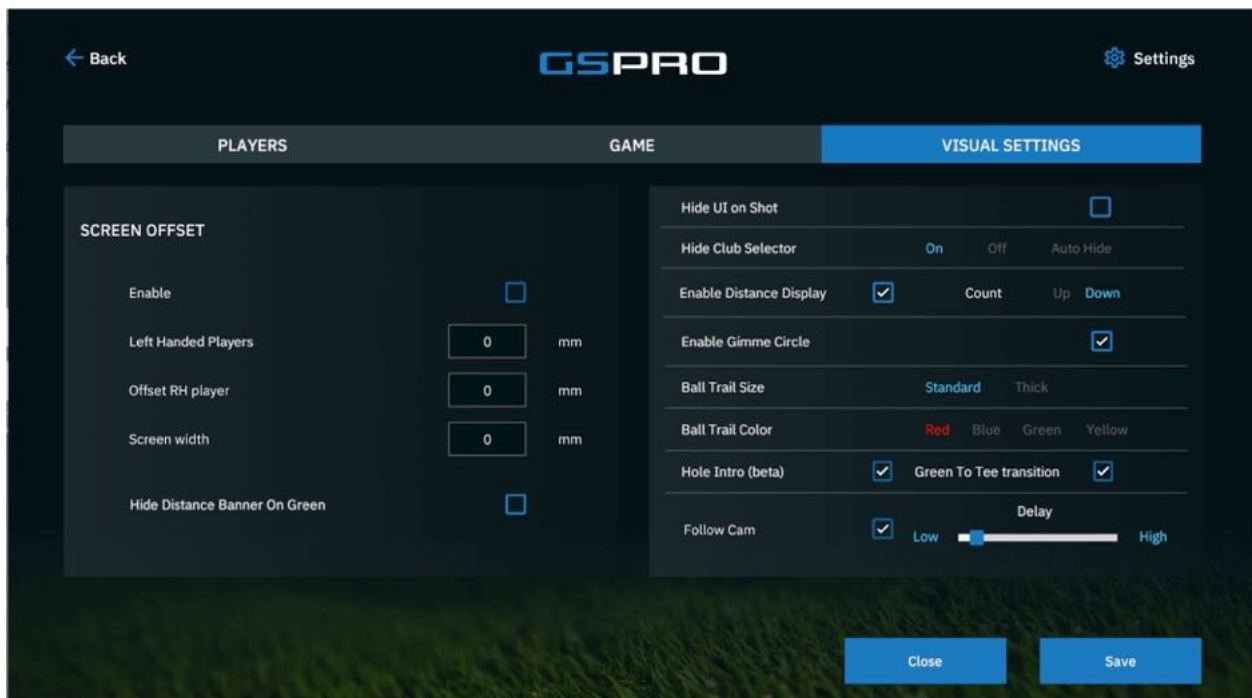 Back
GSPRO
Settings
PLAYERS
GAME
VISUAL SETTINGS
SCREEN OFFSET
Enable
Left Handed Players 0 mm
Offset RH player 0 mm
Screen width 0 mm
Hide Distance Banner On Green
Hide UI on Shot
Hide Club Selector On Off Auto Hide
Enable Distance Display Count Up Down
Enable Gimme Circle
Ball Trail Size Standard Thick
Ball Trail Color Red Blue Green Yellow
Hole Intro (beta) Green To Tee transition
Delay
Follow Cam Low High
Close
Save